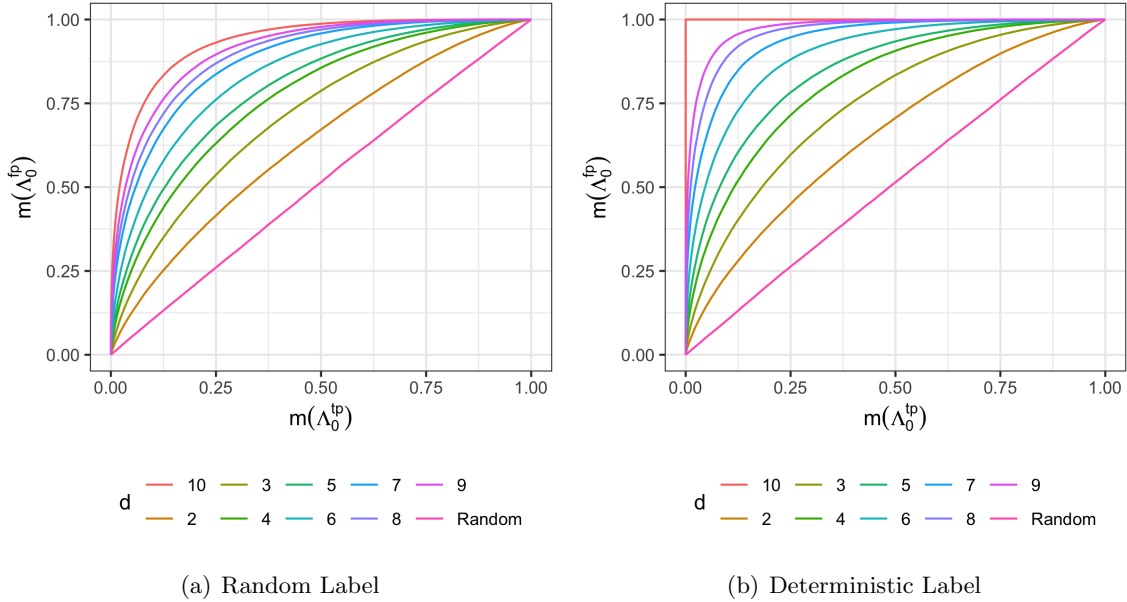 1.00
0.75
0.50
0.25
0.00
m(Λ₀ᶠᵖ)
0.00 0.25 0.50 0.75 1.00
m(Λ₀ᵗᵖ)
d
10 3 5 7 9
2 4 6 8 Random
(a) Random Label
1.00
0.75
0.50
0.25
0.00
m(Λ₀ᶠᵖ)
0.00 0.25 0.50 0.75 1.00
m(Λ₀ᵗᵖ)
d
10 3 5 7 9
2 4 6 8 Random
(b) Deterministic Label